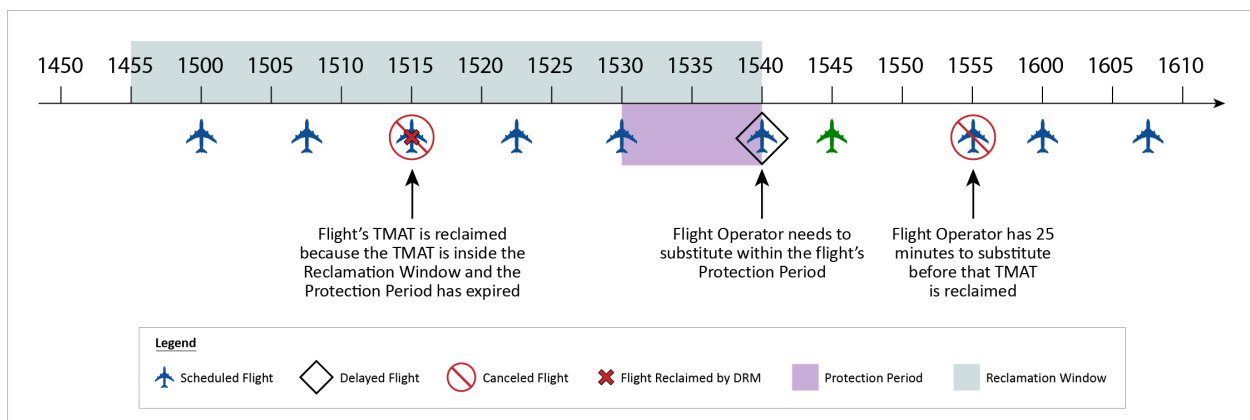 1450 1455 1500 1505 1510 1515 1520 1525 1530 1535 1540 1545 1550 1555 1600 1605 1610
Flight's TMAT is reclaimed
because the TMAT is inside the
Reclamation Window and the
Protection Period has expired
Flight Operator needs to
substitute within the flight's
Protection Period
Flight Operator has 25
minutes to substitute
before that TMAT
is reclaimed
Legend
Scheduled Flight
Delayed Flight
Canceled Flight
Flight Reclaimed by DRM
Protection Period
Reclamation Window